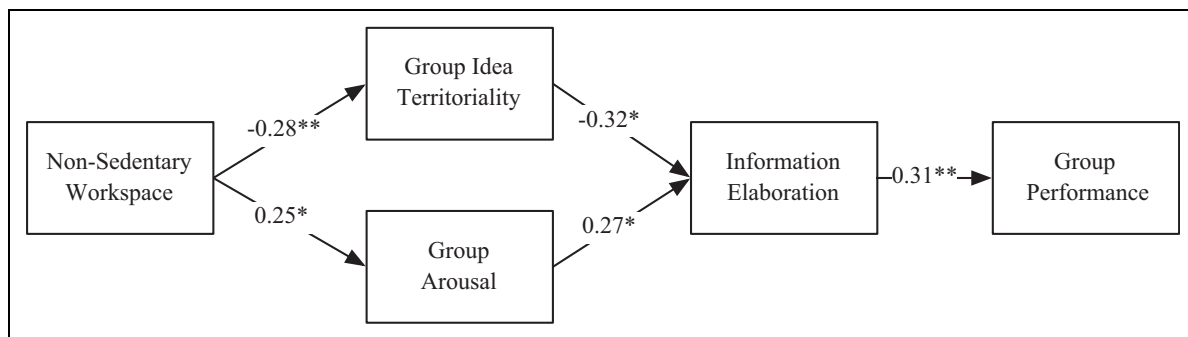 Group Idea
Territoriality
-0.28**
-0.32*
Non-Sedentary
Workspace
Information
Elaboration
0.31**
Group
Performance
0.25*
0.27*
Group
Arousal